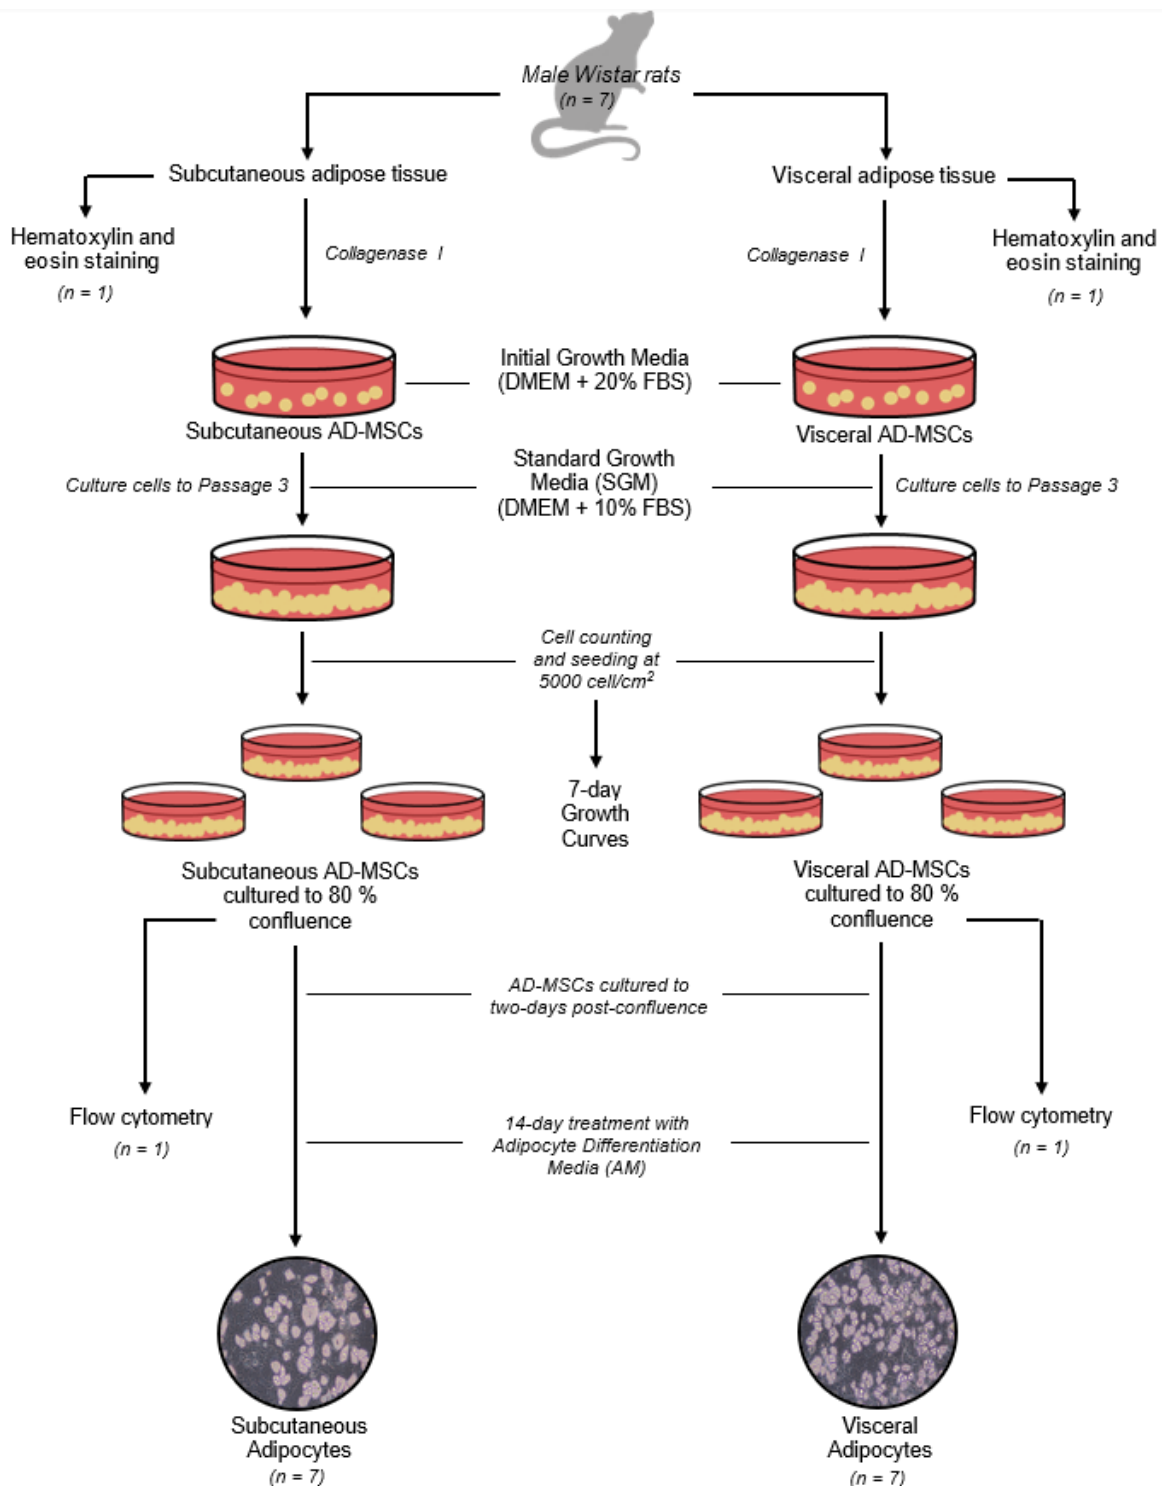 Male Wistar rats
(n = 7)
Subcutaneous adipose tissue
Visceral adipose tissue
Hematoxylin and
eosin staining
(n = 1)
Collagenase I
Collagenase I
Hematoxylin and
eosin staining
(n = 1)
Initial Growth Media
(DMEM + 20% FBS)
Subcutaneous AD-MSCs
Visceral AD-MSCs
Culture cells to Passage 3
Standard Growth
Media (SGM)
(DMEM + 10% FBS)
Culture cells to Passage 3
Cell counting
and seeding at
5000 cell/cm²
7-day
Growth
Curves
Subcutaneous AD-MSCs
cultured to 80 %
confluence
Visceral AD-MSCs
cultured to 80 %
confluence
AD-MSCs cultured to
two-days post-confluence
Flow cytometry
(n = 1)
14-day treatment with
Adipocyte Differentiation
Media (AM)
Flow cytometry
(n = 1)
Subcutaneous
Adipocytes
(n = 7)
Visceral
Adipocytes
(n = 7)